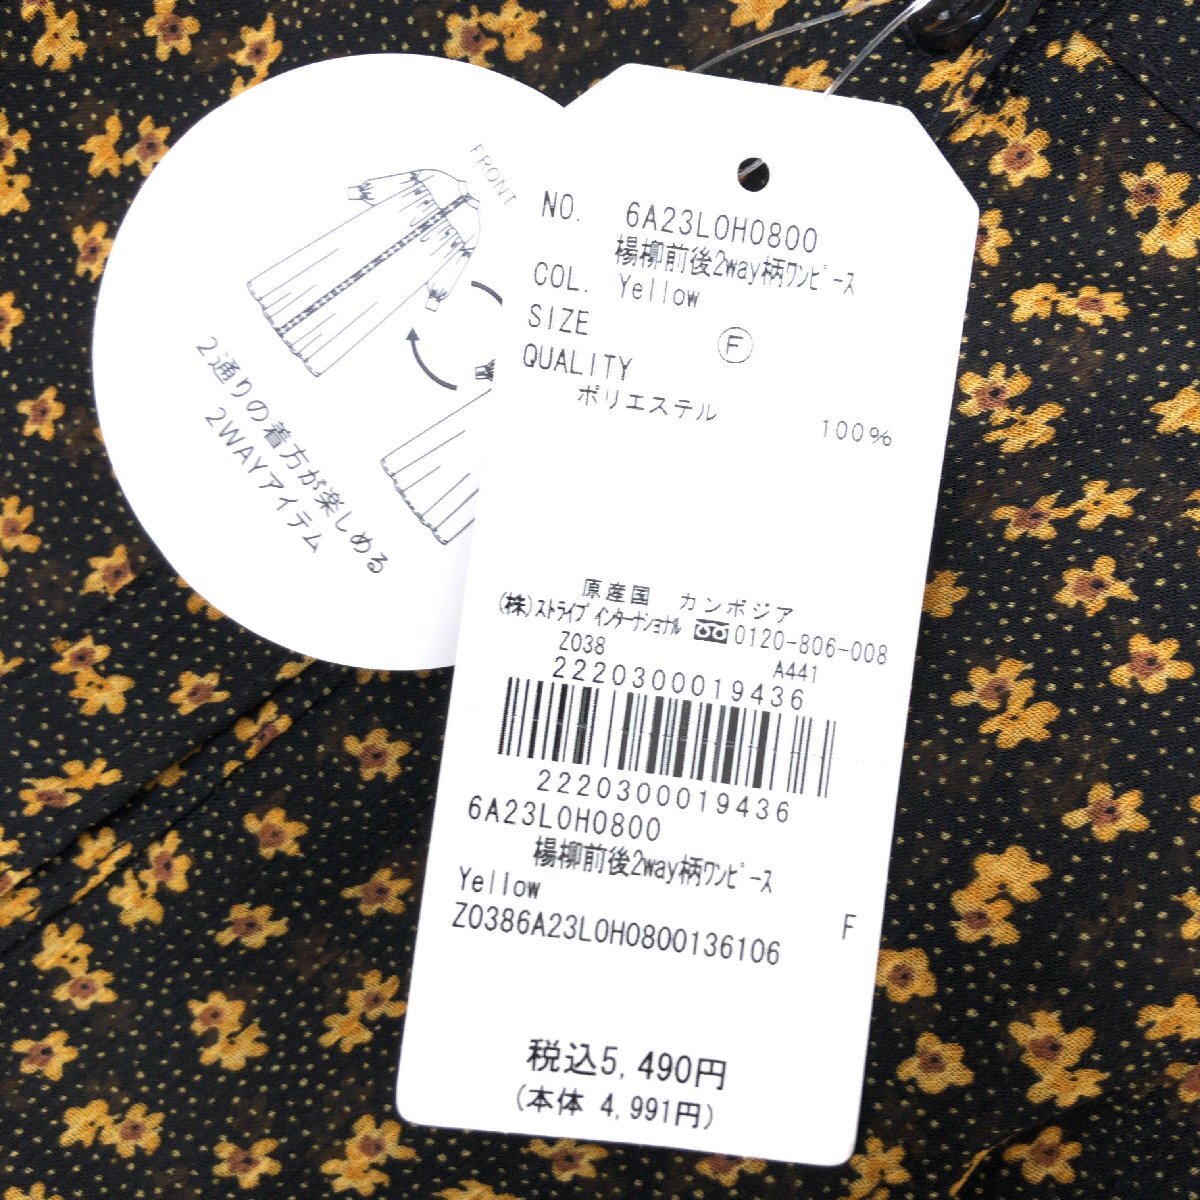 FRONT
2通りの着方が楽しめる
2WAYアイテム
NO. 6A23L0H0800
楊柳前後2way柄ﾜﾝﾋﾟｰｽ
COL. Yellow
SIZE F
QUALITY
ポリエステル 100%
原産国 カンボジア
(株)ストライプインターナショナル 0120-806-008
Z038 A441
2220300019436
2220300019436
6A23L0H0800
楊柳前後2way柄ﾜﾝﾋﾟｰｽ
Yellow F
Z0386A23L0H0800136106
税込5,490円
(本体 4,991円)